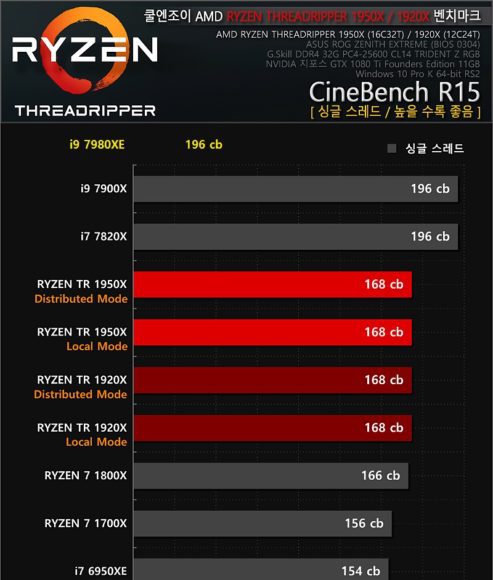 쿨엔조이 AMD RYZEN THREADRIPPER 1950X / 1920X 벤치마크
RYZEN
THREADRIPPER
AMD RYZEN THREADRIPPER 1950X (16C32T) / 1920X (12C24T)
ASUS ROG ZENITH EXTREME (BIOS 0304)
G.Skill DDR4 32G PC4-25600 CL14 TRIDENT Z RGB
NVIDIA 지포스 GTX 1080 Ti Founders Edition 11GB
Windows 10 Pro K 64-bit RS2
CineBench R15
[ 싱글 스레드 / 높을 수록 좋음 ]
i9 7980XE 196 cb
싱글 스레드
i9 7900X 196 cb
i7 7820X 196 cb
RYZEN TR 1950X 168 cb
Distributed Mode
RYZEN TR 1950X 168 cb
Local Mode
RYZEN TR 1920X 168 cb
Distributed Mode
RYZEN TR 1920X 168 cb
Local Mode
RYZEN 7 1800X 166 cb
RYZEN 7 1700X 156 cb
i7 6950XE 154 cb